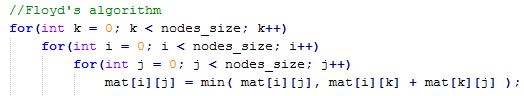 //Floyd's algorithm
for(int k = 0; k < nodes_size; k++)
for(int i = 0; i < nodes_size; i++)
for(int j = 0; j < nodes_size; j++)
mat[i][j] = min( mat[i][j], mat[i][k] + mat[k][j] );